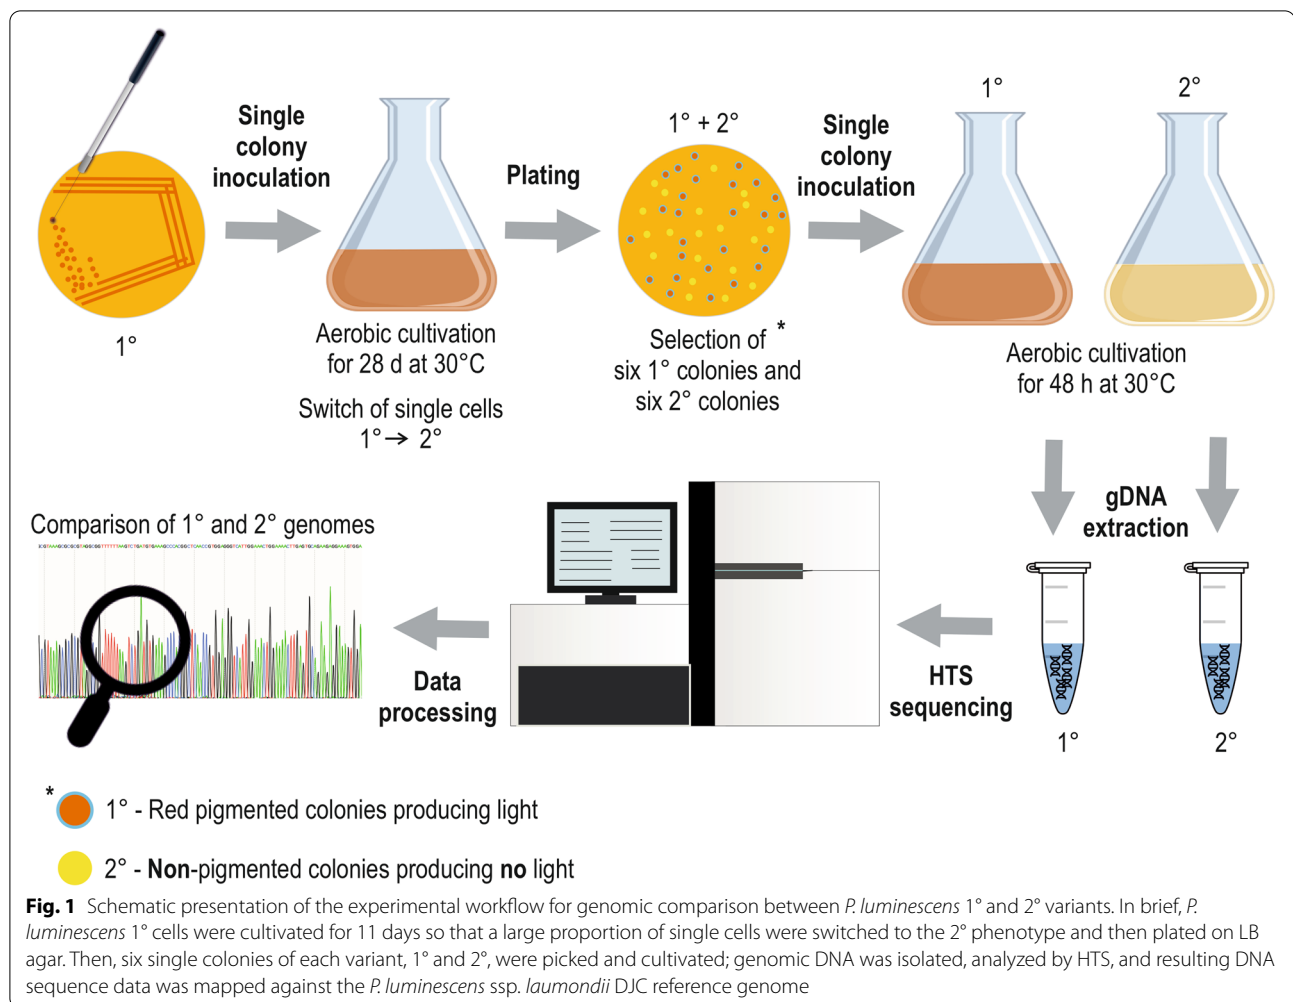 Single
colony
inoculation
1°
Aerobic cultivation
for 28 d at 30°C
Switch of single cells
1°→ 2°
Plating
1° + 2°
Selection of *
six 1° colonies and
six 2° colonies
Single
colony
inoculation
1°
2°
Aerobic cultivation
for 48 h at 30°C
gDNA
extraction
1°
2°
HTS
sequencing
Data
processing
Comparison of 1° and 2° genomes
* 1° - Red pigmented colonies producing light
2° - Non-pigmented colonies producing no light
Fig. 1 Schematic presentation of the experimental workflow for genomic comparison between P. luminescens 1° and 2° variants. In brief, P.
luminescens 1° cells were cultivated for 11 days so that a large proportion of single cells were switched to the 2° phenotype and then plated on LB
agar. Then, six single colonies of each variant, 1° and 2°, were picked and cultivated; genomic DNA was isolated, analyzed by HTS, and resulting DNA
sequence data was mapped against the P. luminescens ssp. laumondii DJC reference genome